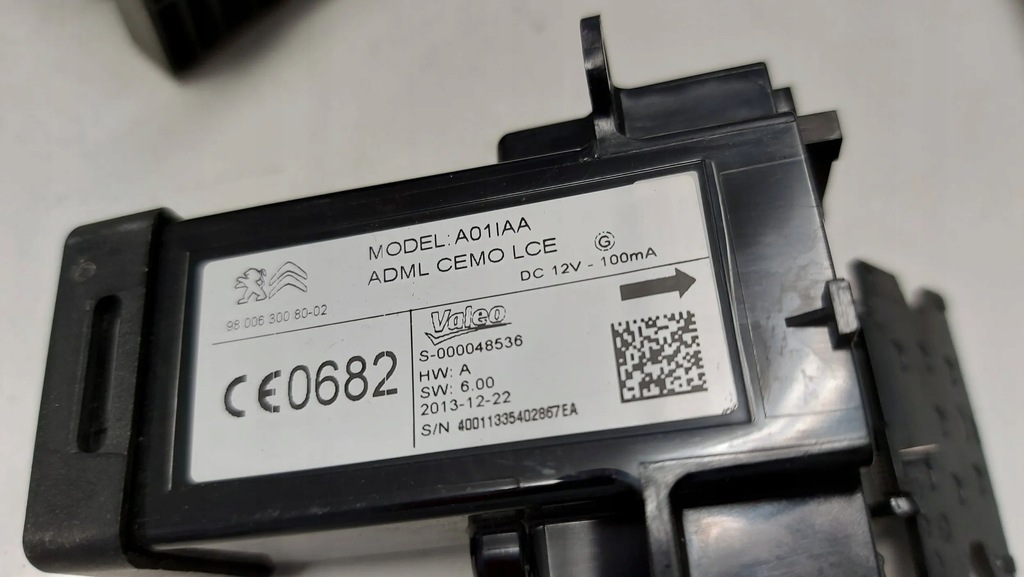 MODEL: A01IAA
ADML CEMO LCE
G
DC 12V - 100mA
98 006 300 80-02
CE0682
Valeo
S-000048536
HW: A
SW: 6.00
2013-12-22
S/N 40011335402867EA